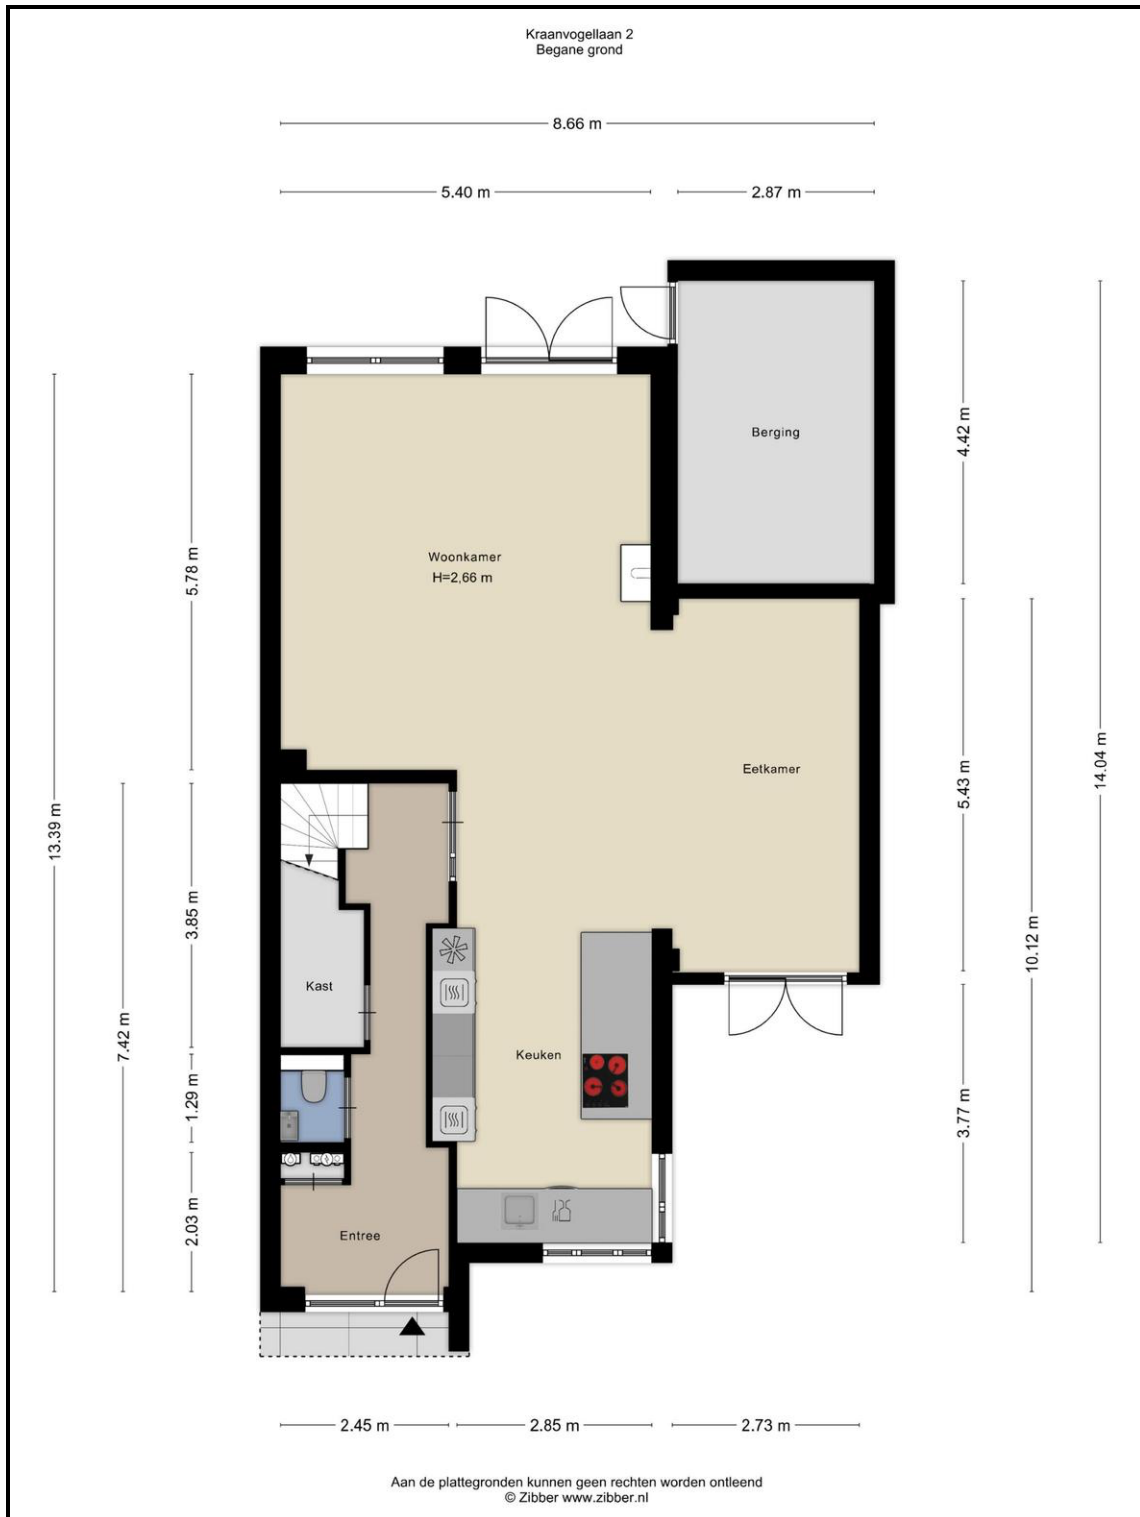 Kraanvogellaan 2
Begane grond
8.66 m
5.40 m
2.87 m
Berging
4.42 m
Woonkamer
H=2,66 m
5.78 m
Eetkamer
5.43 m
14.04 m
13.39 m
3.85 m
10.12 m
Kast
7.42 m
Keuken
1.29 m
3.77 m
2.03 m
Entree
2.45 m
2.85 m
2.73 m
Aan de plattegronden kunnen geen rechten worden ontleend
© Zibber www.zibber.nl